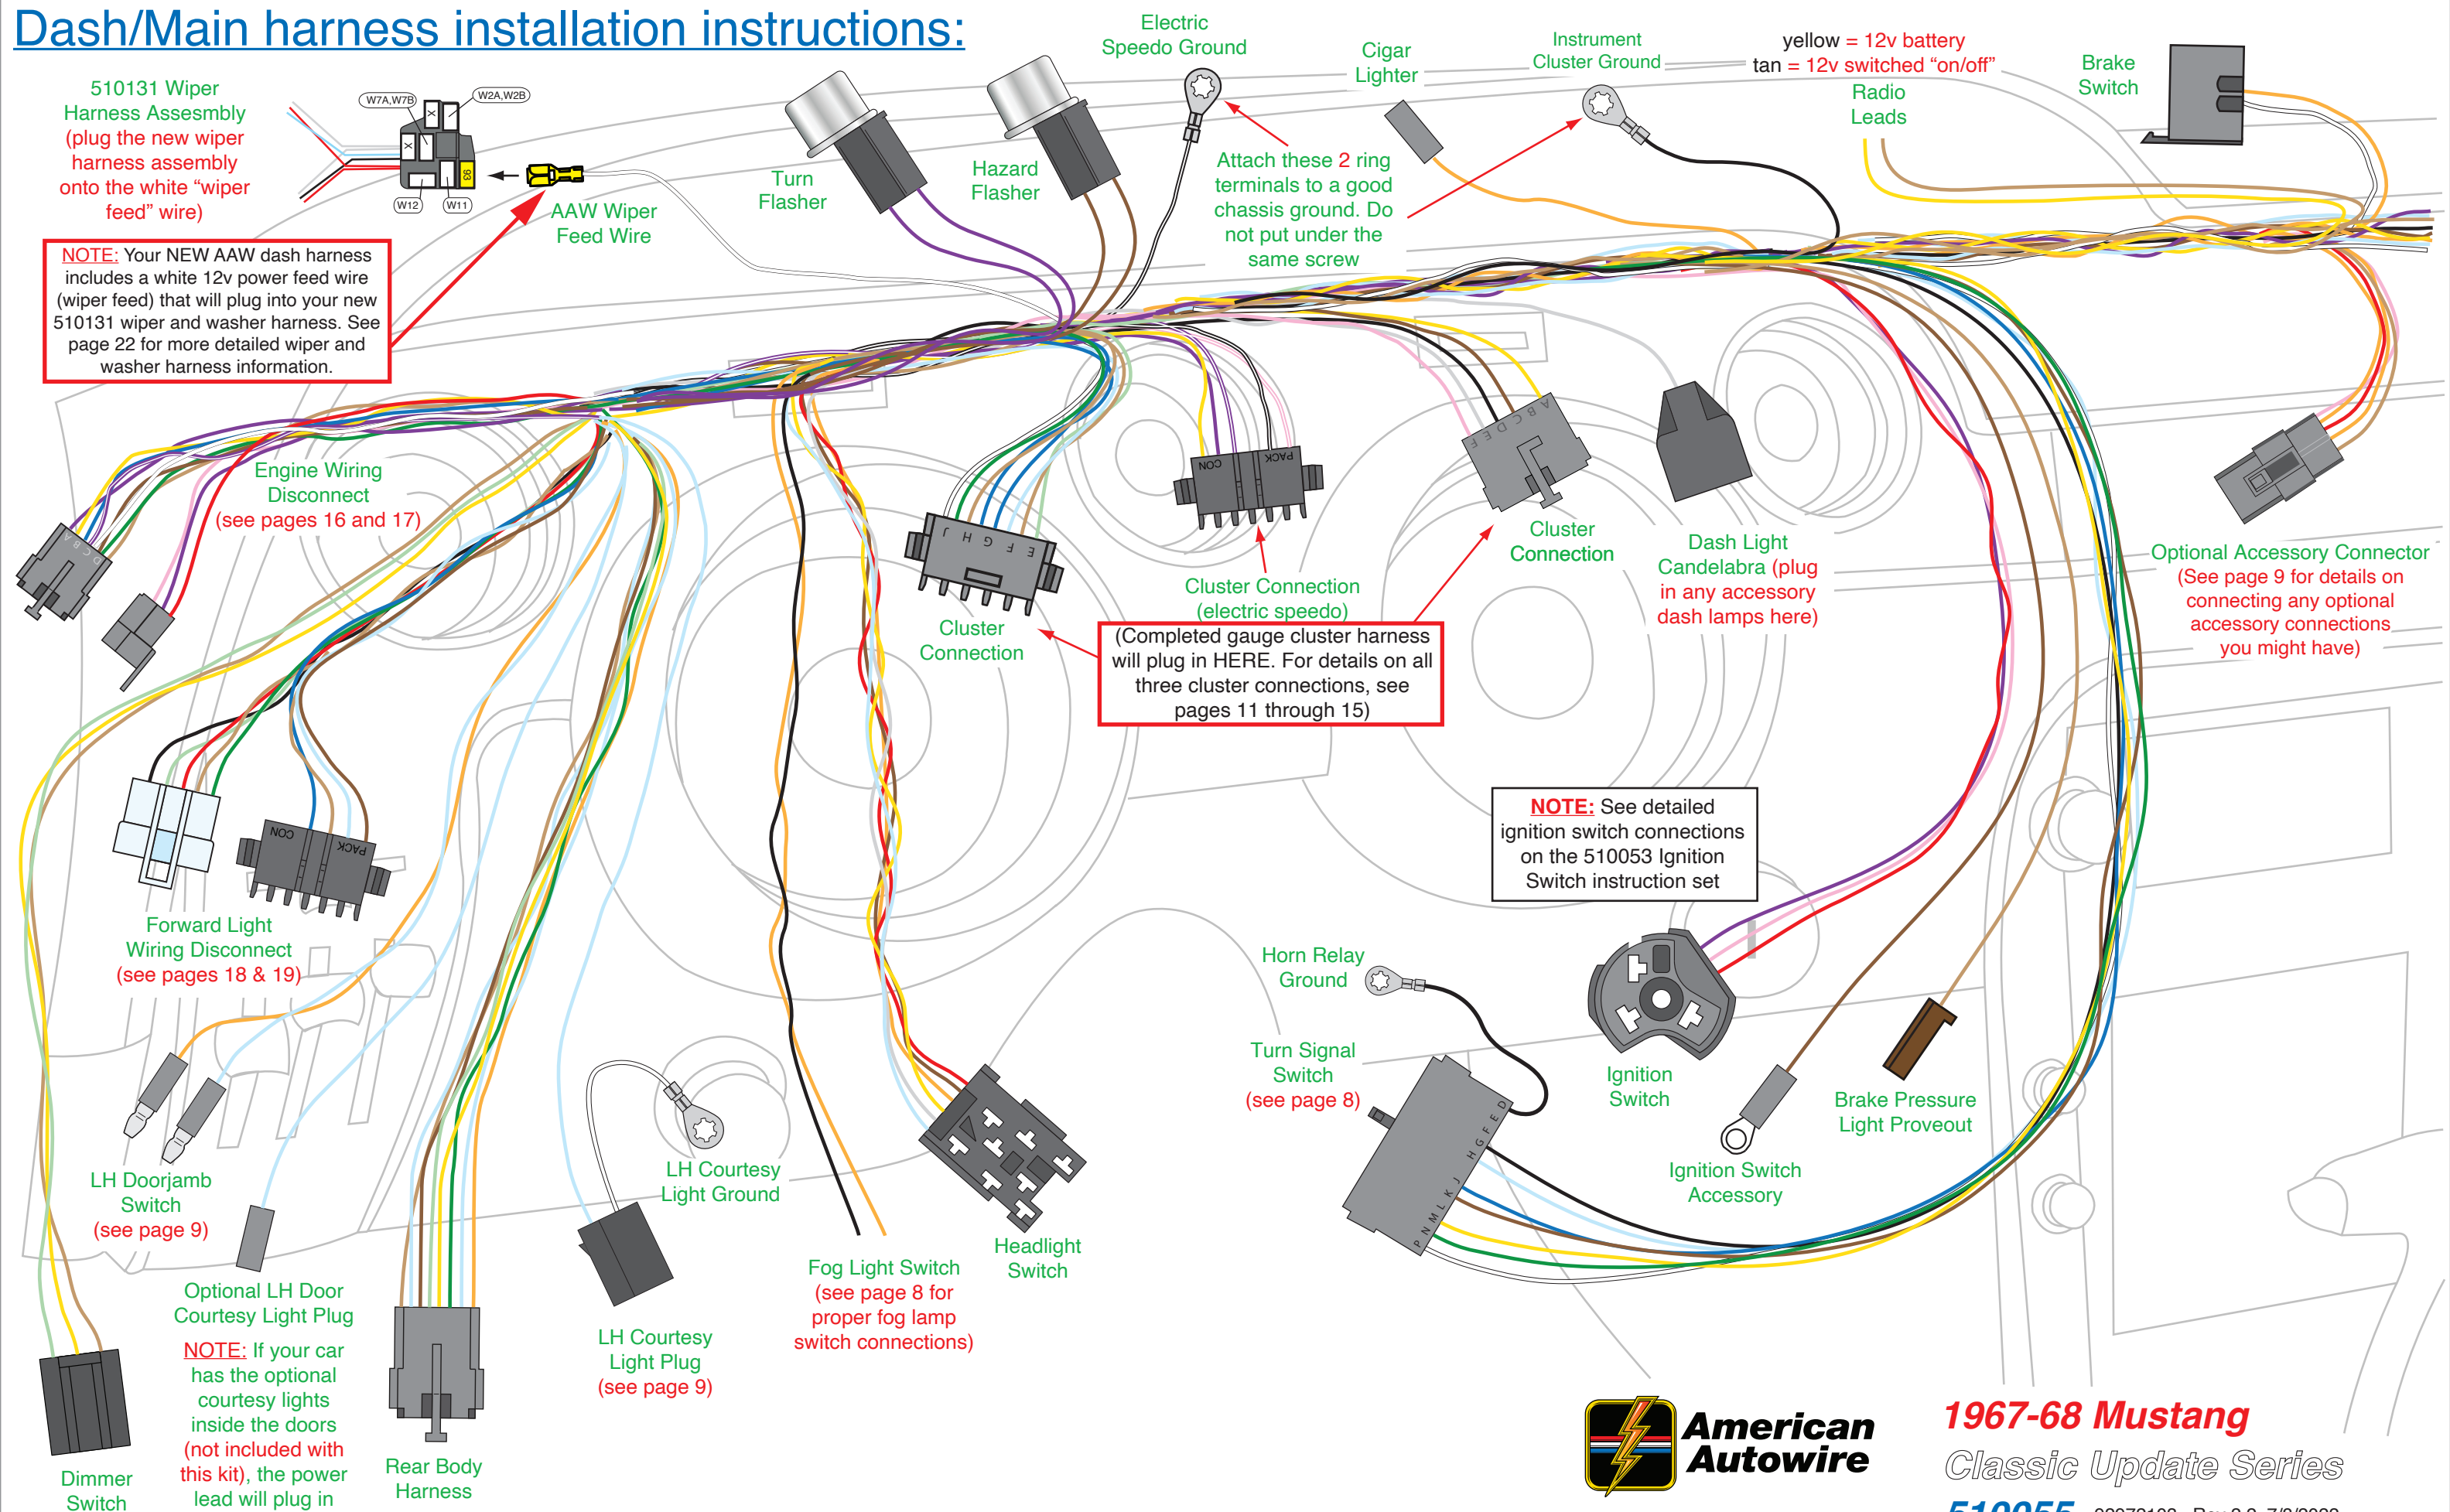 Dash/Main harness installation instructions:
510131 Wiper
Harness Assesmbly
(plug the new wiper
harness assembly
onto the white “wiper
feed” wire)
W7A,W7B
W2A,W2B
X
X
93
W12
W11
AAW Wiper
Feed Wire
NOTE: Your NEW AAW dash harness
includes a white 12v power feed wire
(wiper feed) that will plug into your new
510131 wiper and washer harness. See
page 22 for more detailed wiper and
washer harness information.
Turn
Flasher
Hazard
Flasher
Electric
Speedo Ground
Attach these 2 ring
terminals to a good
chassis ground. Do
not put under the
same screw
Cigar
Lighter
Instrument
Cluster Ground
yellow = 12v battery
tan = 12v switched “on/off”
Radio
Leads
Brake
Switch
Engine Wiring
Disconnect
(see pages 16 and 17)
A B C D
J H G F E
Cluster
Connection
CON PACK
Cluster Connection
(electric speedo)
(Completed gauge cluster harness
will plug in HERE. For details on all
three cluster connections, see
pages 11 through 15)
A B C D E F
Cluster
Connection
Dash Light
Candelabra (plug
in any accessory
dash lamps here)
Optional Accessory Connector
(See page 9 for details on
connecting any optional
accessory connections
you might have)
CON PACK
Forward Light
Wiring Disconnect
(see pages 18 & 19)
NOTE: See detailed
ignition switch connections
on the 510053 Ignition
Switch instruction set
Horn Relay
Ground
Turn Signal
Switch
(see page 8)
P N M L K J H G F E D
Ignition
Switch
Ignition Switch
Accessory
Brake Pressure
Light Proveout
LH Doorjamb
Switch
(see page 9)
Optional LH Door
Courtesy Light Plug
NOTE: If your car
has the optional
courtesy lights
inside the doors
(not included with
this kit), the power
lead will plug in
Dimmer
Switch
Rear Body
Harness
LH Courtesy
Light Ground
LH Courtesy
Light Plug
(see page 9)
Fog Light Switch
(see page 8 for
proper fog lamp
switch connections)
Headlight
Switch
American
Autowire
1967-68 Mustang
Classic Update Series
510055